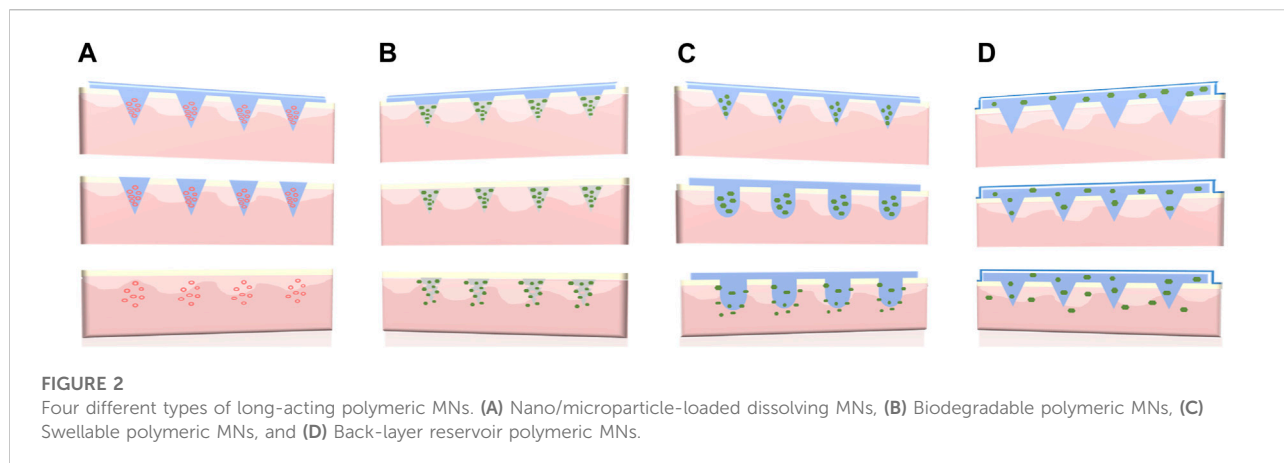 A
B
C
D
FIGURE 2
Four different types of long-acting polymeric MNs. (A) Nano/microparticle-loaded dissolving MNs, (B) Biodegradable polymeric MNs, (C)
Swellable polymeric MNs, and (D) Back-layer reservoir polymeric MNs.